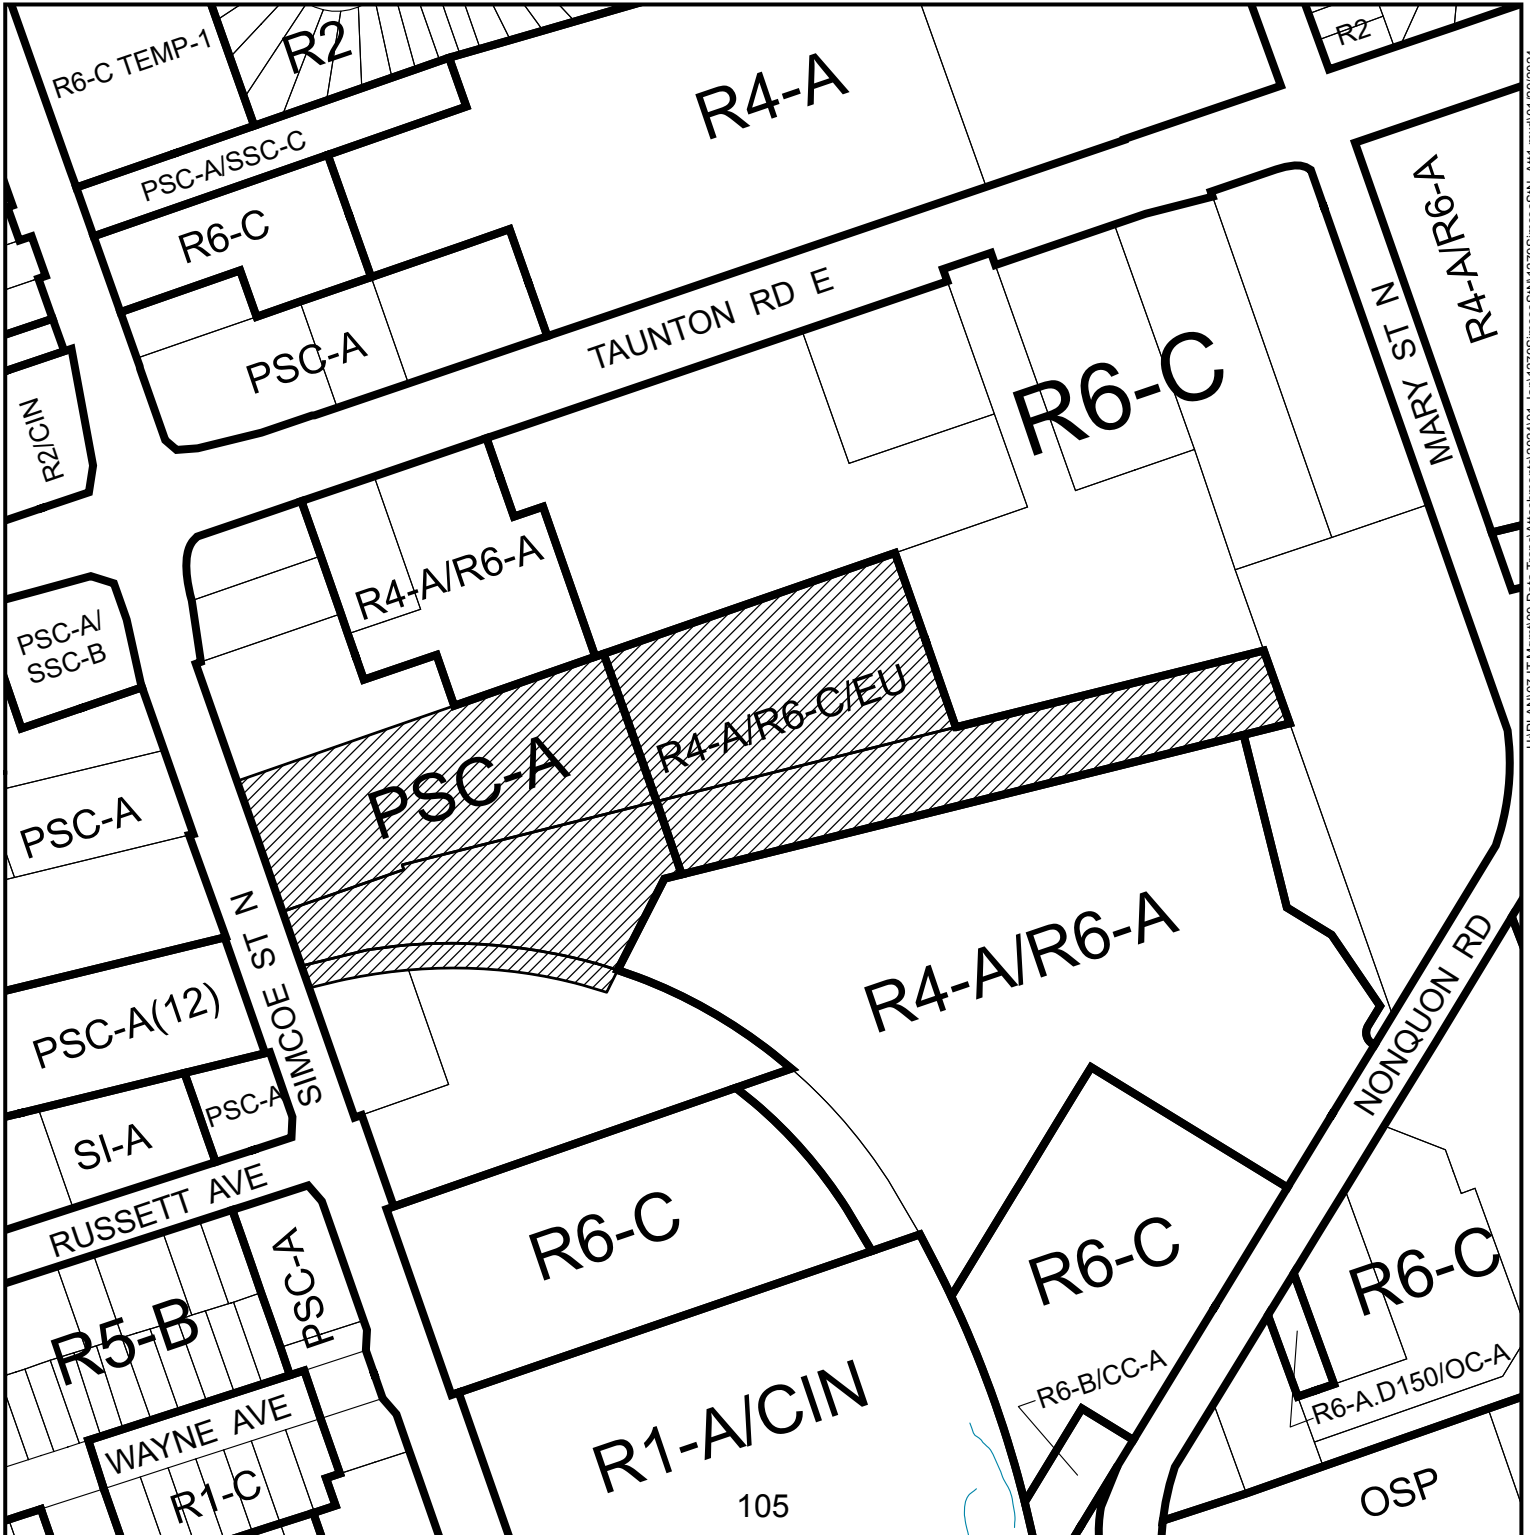 R6-C TEMP-1
R2
R2
R4-A
PSC-A/SSC-C
R6-C
R4-A/R6-A
TAUNTON RD E
PSC-A
MARY ST N
R6-C
R2/CIN
R4-A/R6-A
PSC-A/
SSC-B
R4-A/R6-C/EU
PSC-A
PSC-A
SIMCOE ST N
R4-A/R6-A
NONQUON RD
PSC-A(12)
PSC-A
SI-A
RUSSETT AVE
R6-C
R6-C
R6-C
PSC-A
R5-B
R6-B/CC-A
R6-A.D150/OC-A
WAYNE AVE
R1-A/CIN
R1-C
105
OSP